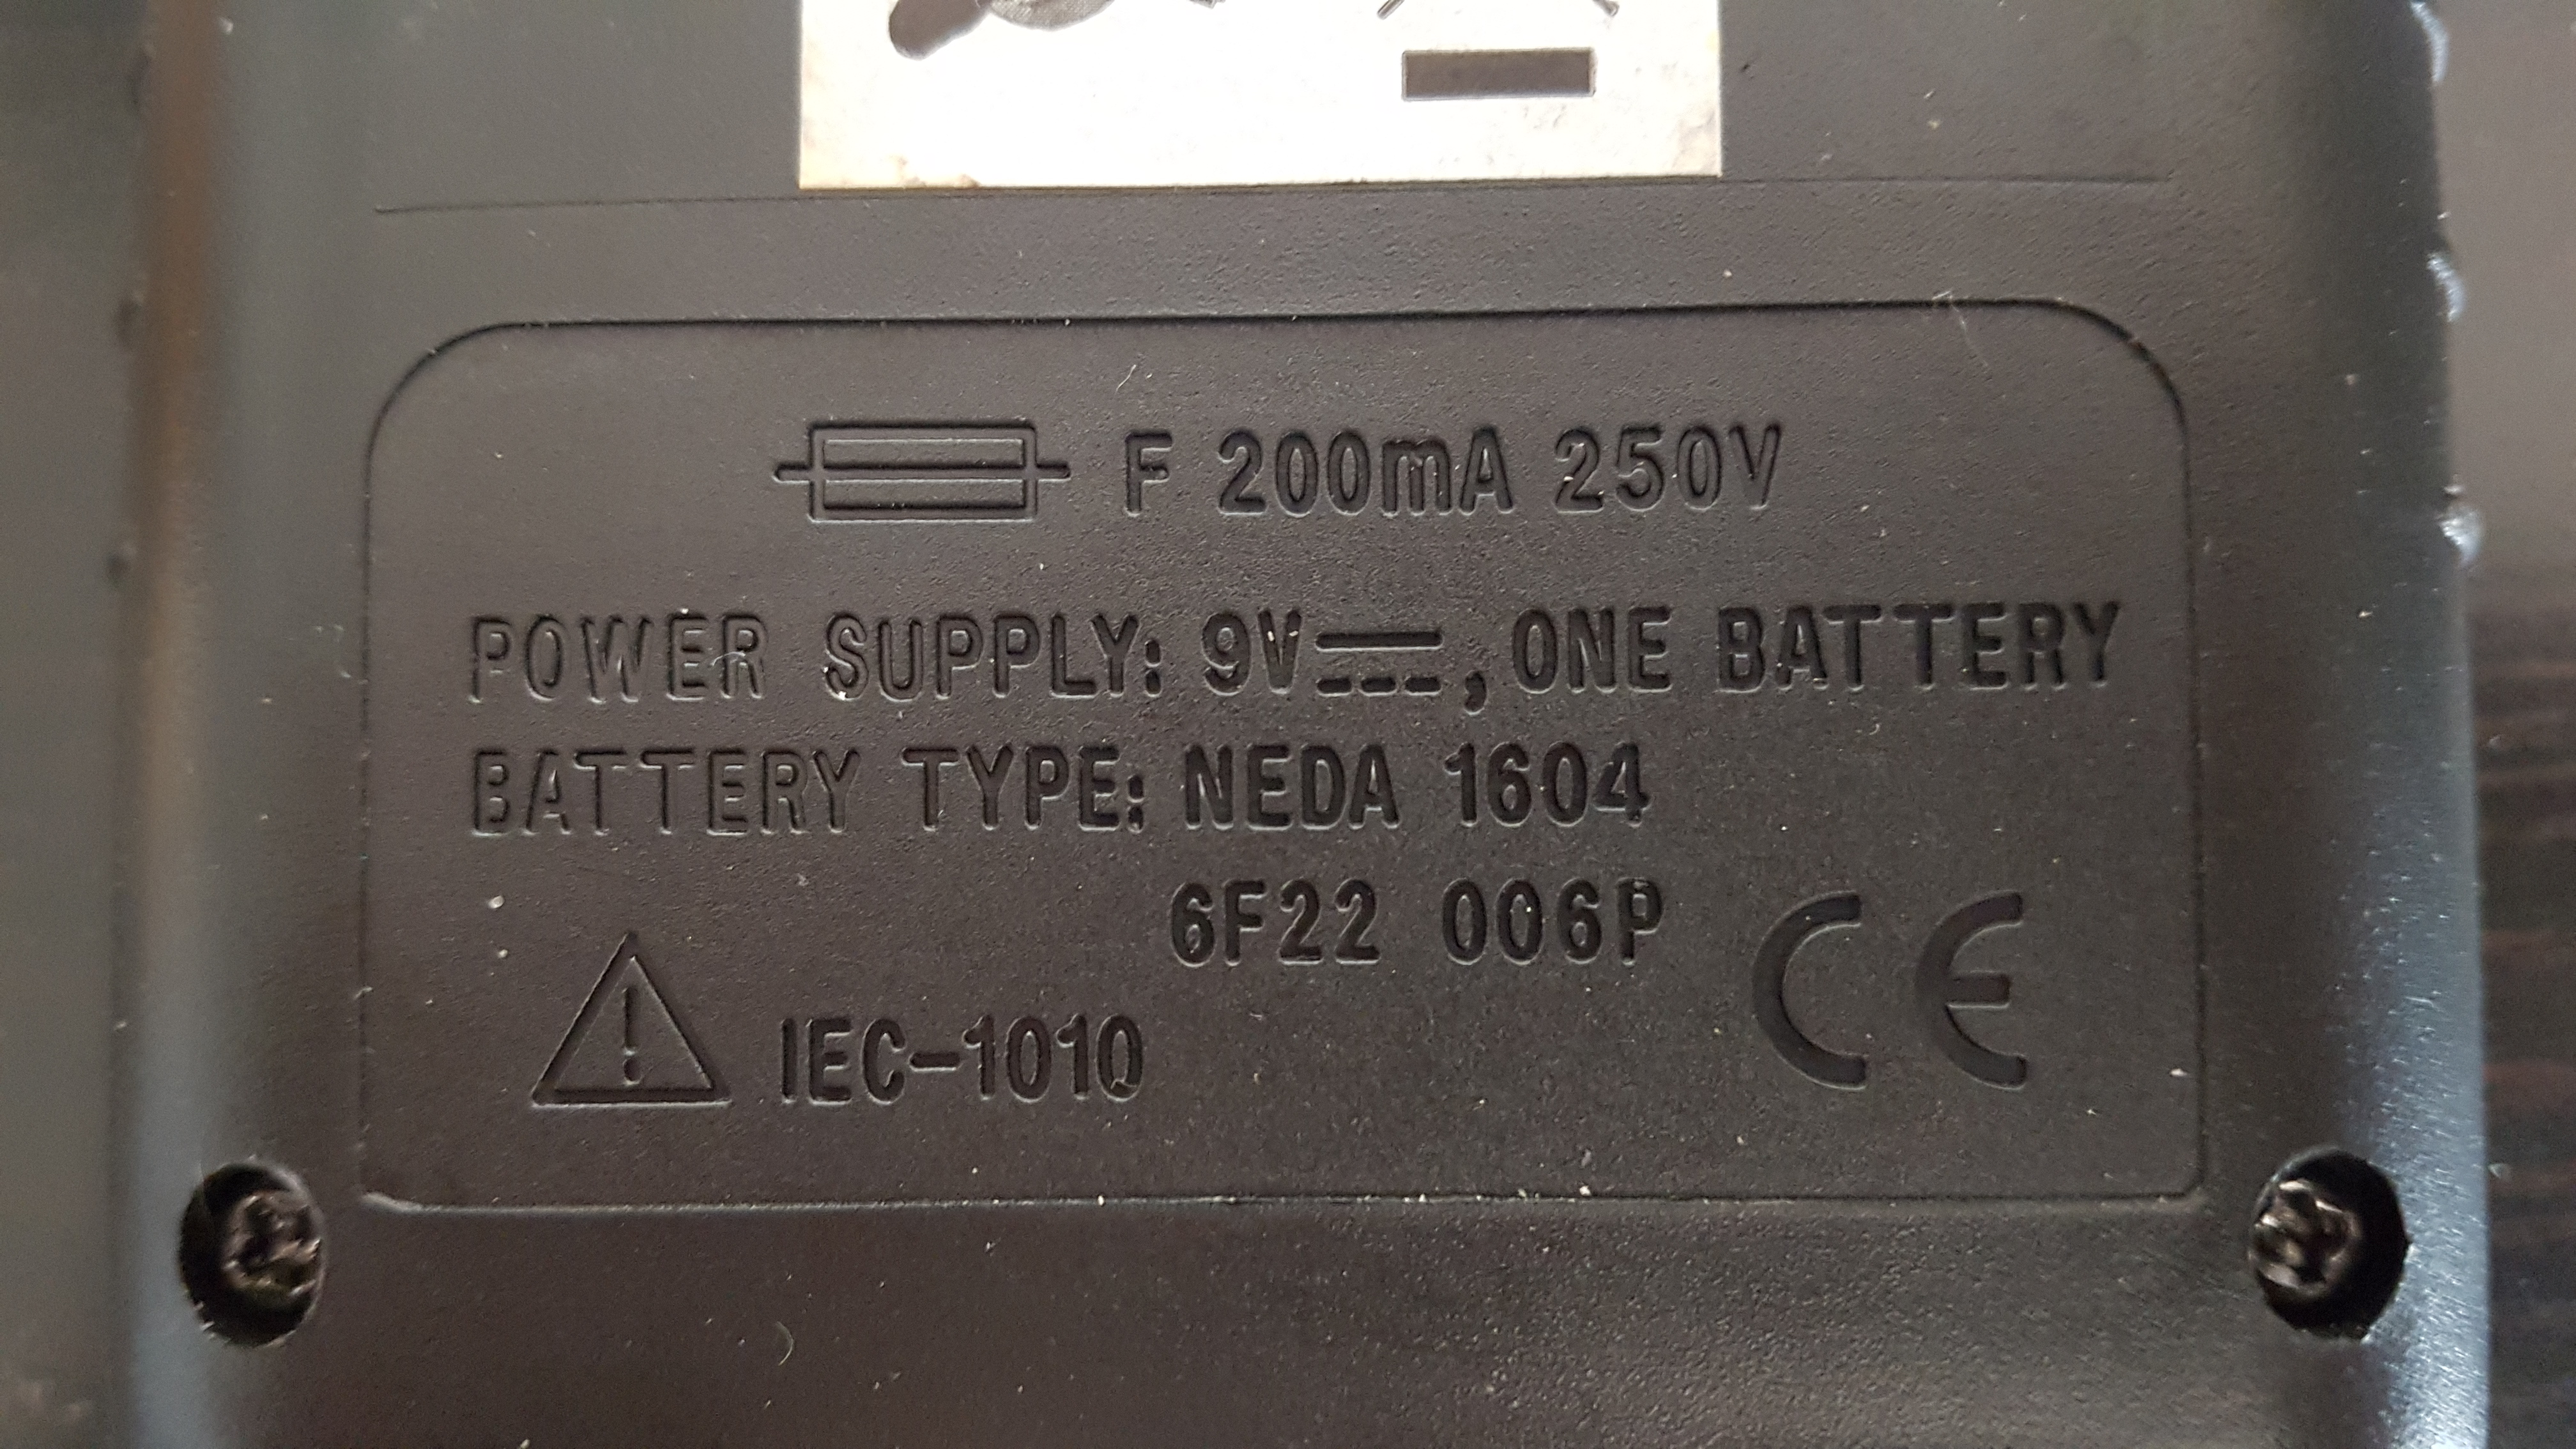 F 200mA 250V
POWER SUPPLY: 9V⎓, ONE BATTERY
BATTERY TYPE: NEDA 1604
6F22 006P
IEC-1010
CE